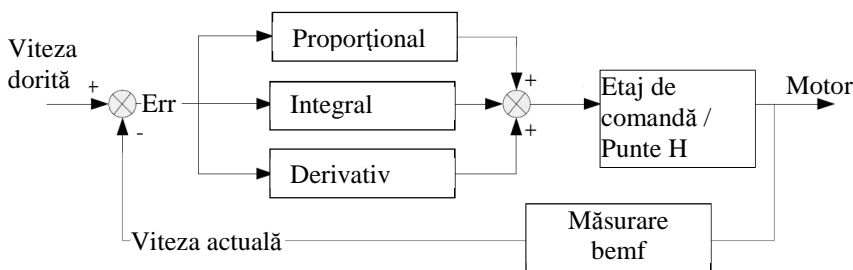 Proporţional
Viteza
dorită
+
Err
-
Integral
+
+
Etaj de
comandă /
Punte H
Motor
Derivativ
Viteza actuală
Măsurare
bemf